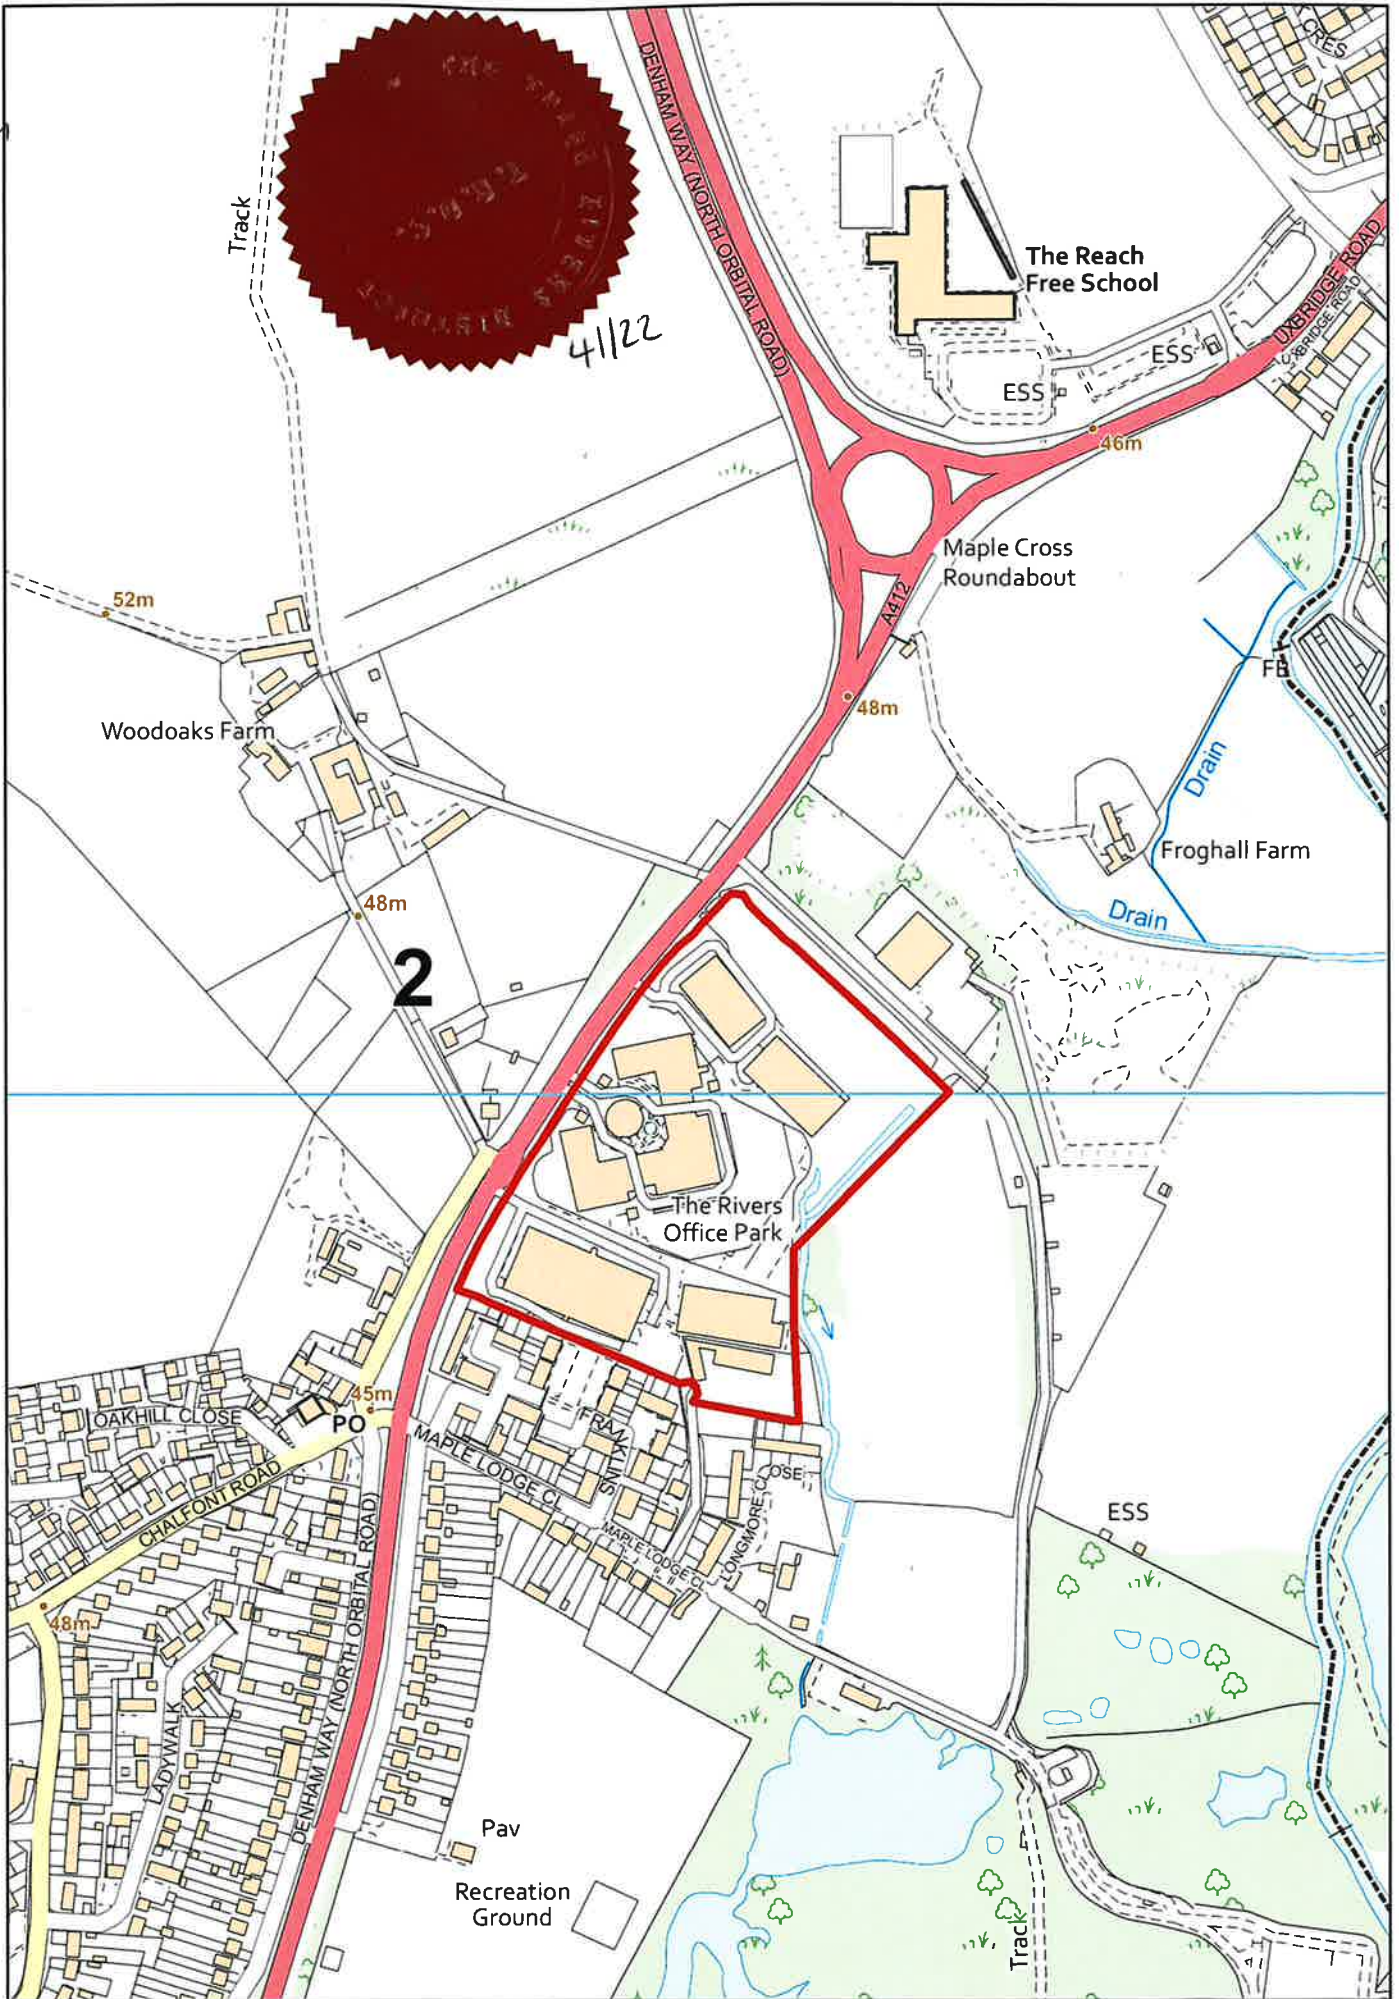 CRES
DENHAM WAY (NORTH ORBITAL ROAD)
Track
The Reach
Free School
UXBRIDGE ROAD
UXBRIDGE ROAD
41/22
ESS
ESS
46m
Maple Cross
Roundabout
A412
52m
FB
48m
Woodoaks Farm
Drain
Froghall Farm
48m
Drain
2
The Rivers
Office Park
45m
PO
OAKHILL CLOSE
FRANKLINS
MAPLE LODGE CL
CHALFONT ROAD
LONGMORE CLOSE
ESS
MAPLE LODGE CL
48m
DENHAM WAY (NORTH ORBITAL ROAD)
LADYWALK
Pav
Recreation
Ground
Track